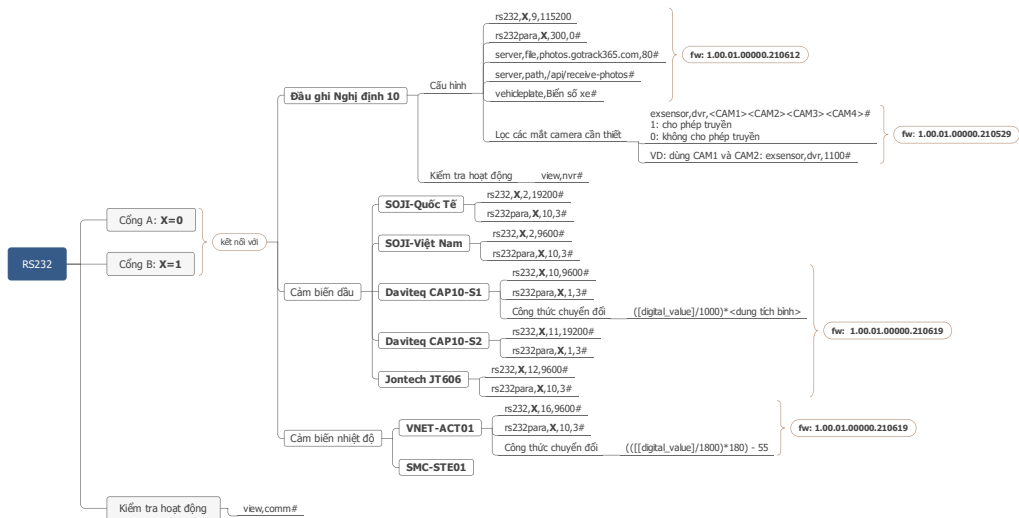 RS232
Cổng A: X=0
Cổng B: X=1
kết nối với
Đầu ghi Nghị định 10
Cấu hình
rs232,X,9,115200
rs232para,X,300,0#
server,file,photos.gotrack365.com,80#
server,path,/api/receive-photos#
vehicleplate,Biển số xe#
fw: 1.00.01.00000.210612
Lọc các mắt camera cần thiết
exsensor,dvr,<CAM1><CAM2><CAM3><CAM4>#
1: cho phép truyền
0: không cho phép truyền
VD: dùng CAM1 và CAM2: exsensor,dvr,1100#
fw: 1.00.01.00000.210529
Kiểm tra hoạt động
view,nvr#
Cảm biến dầu
SOJI-Quốc Tế
rs232,X,2,19200#
rs232para,X,10,3#
SOJI-Việt Nam
rs232,X,2,9600#
rs232para,X,10,3#
Daviteq CAP10-S1
rs232,X,10,9600#
rs232para,X,1,3#
Công thức chuyển đổi
([digital_value]/1000)*<dung tích bình>
Daviteq CAP10-S2
rs232,X,11,19200#
rs232para,X,1,3#
Jontech JT606
rs232,X,12,9600#
rs232para,X,10,3#
fw: 1.00.01.00000.210619
Cảm biến nhiệt độ
VNET-ACT01
rs232,X,16,9600#
rs232para,X,10,3#
Công thức chuyển đổi
(([[digital_value]/1800)*180) - 55
fw: 1.00.01.00000.210619
SMC-STE01
Kiểm tra hoạt động
view,comm#